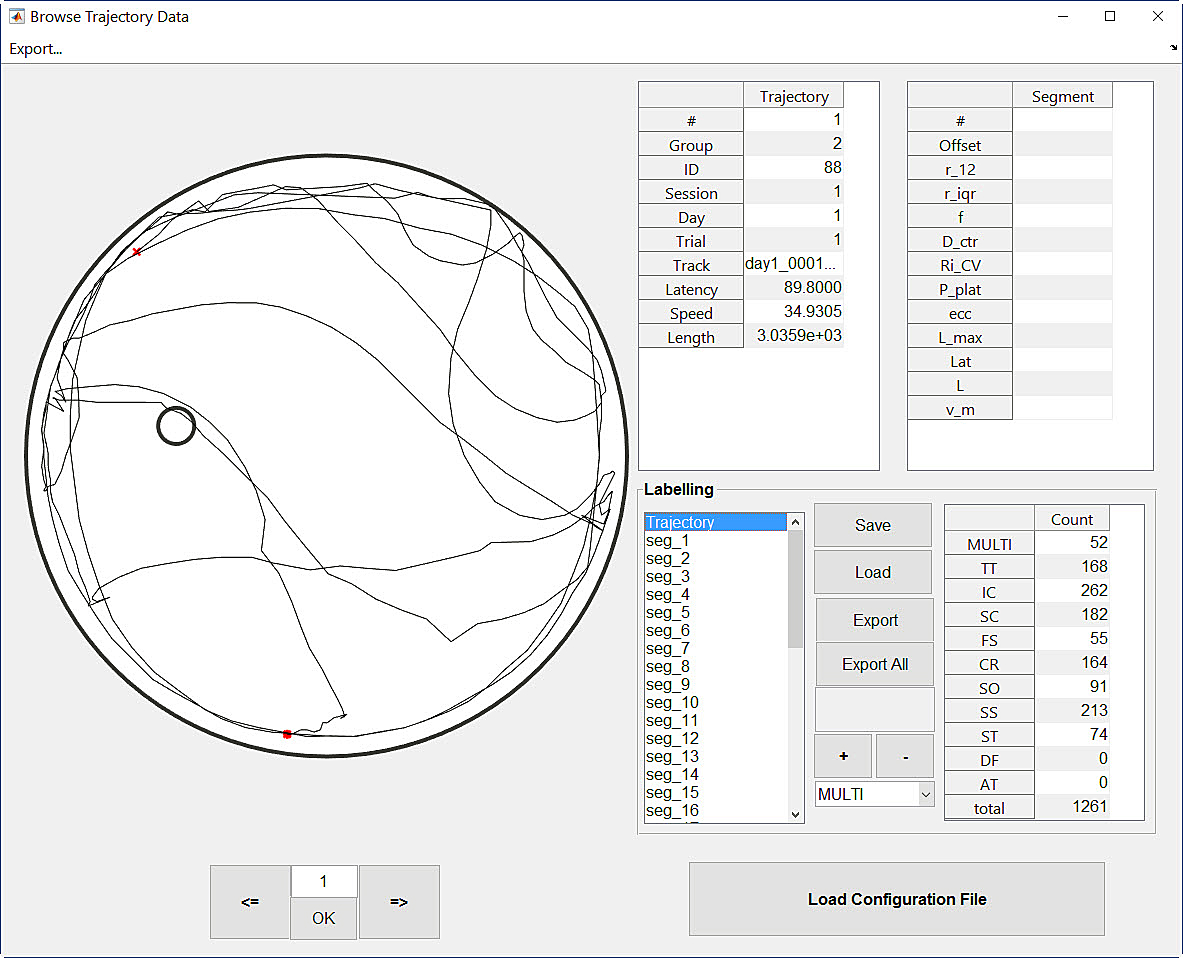 Browse Trajectory Data
Export...
Trajectory
# 1
Group 2
ID 88
Session 1
Day 1
Trial 1
Track day1_0001...
Latency 89.8000
Speed 34.9305
Length 3.0359e+03
Segment
#
Offset
r_12
r_iqr
f
D_ctr
Ri_CV
P_plat
ecc
L_max
Lat
L
v_m
Labelling
Trajectory
seg_1
seg_2
seg_3
seg_4
seg_5
seg_6
seg_7
seg_8
seg_9
seg_10
seg_11
seg_12
seg_13
seg_14
seg_15
seg_16
Save
Load
Export
Export All
+ -
MULTI
Count
MULTI 52
TT 168
IC 262
SC 182
FS 55
CR 164
SO 91
SS 213
ST 74
DF 0
AT 0
total 1261
<= 1 =>
OK
Load Configuration File